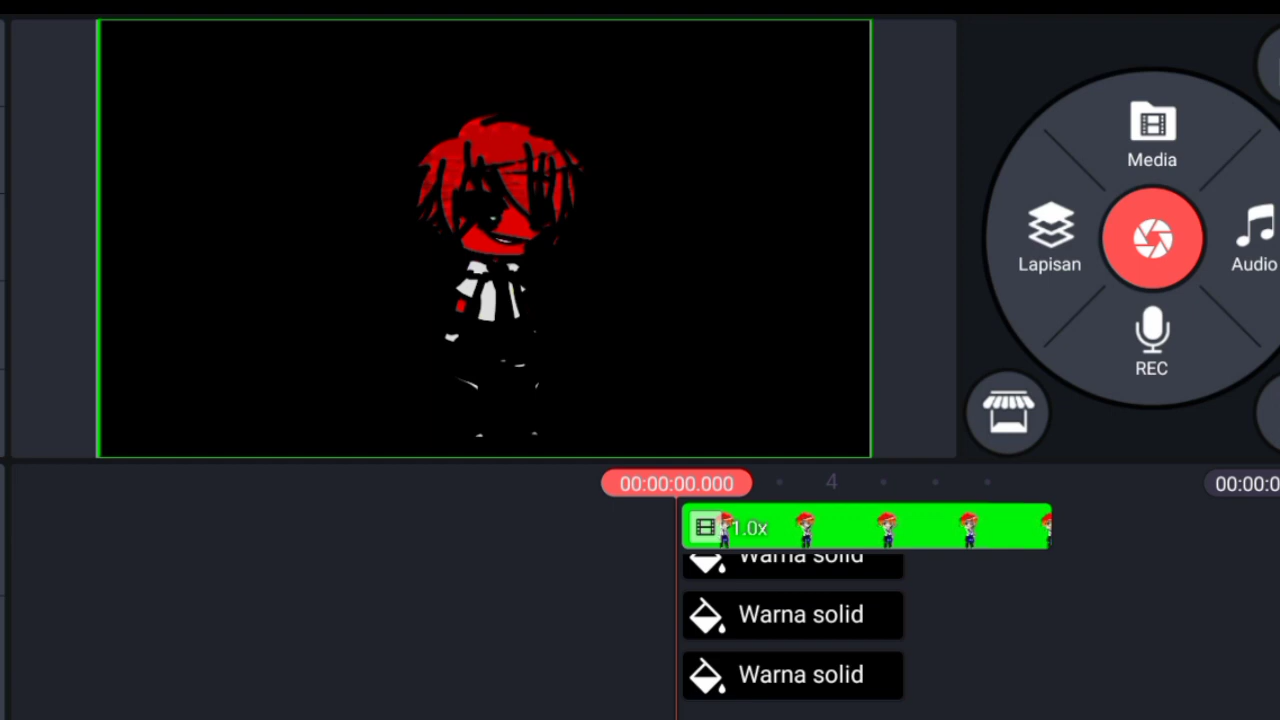 Media
Lapisan
Audio
REC
00:00:00.000
4
00:00:0
1.0x
Warna solid
Warna solid
Warna solid